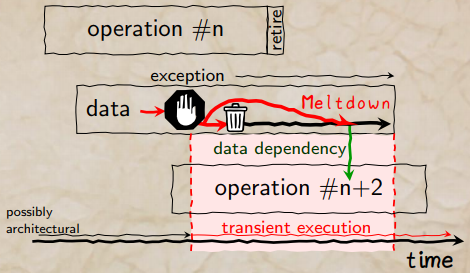 operation #n
retire
exception
data
Meltdown
data dependency
operation #n+2
possibly
architectural
transient execution
time